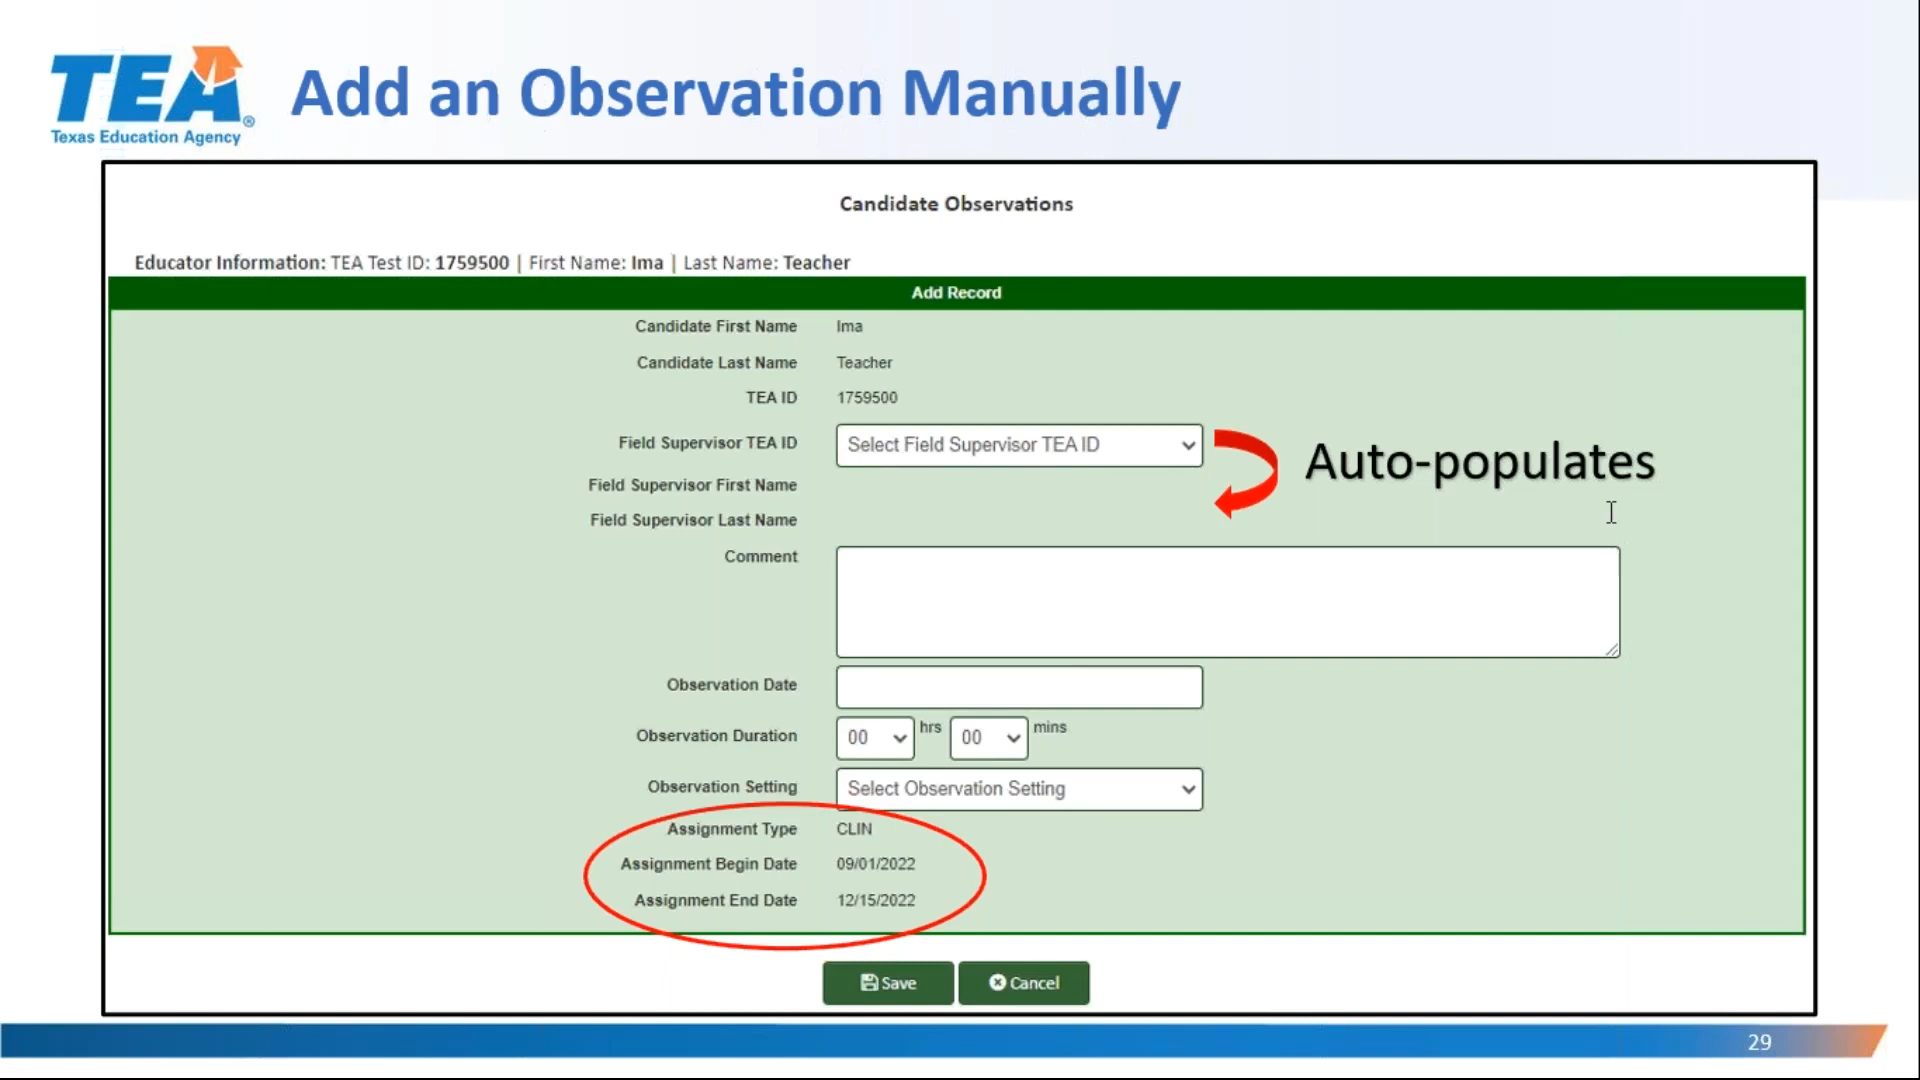 TEA®
Texas Education Agency
Add an Observation Manually
Candidate Observations
Educator Information: TEA Test ID: 1759500 | First Name: Ima | Last Name: Teacher
Add Record
Candidate First Name Ima
Candidate Last Name Teacher
TEA ID 1759500
Field Supervisor TEA ID Select Field Supervisor TEA ID
Auto-populates
Field Supervisor First Name
Field Supervisor Last Name
Comment
Observation Date
Observation Duration 00 hrs 00 mins
Observation Setting Select Observation Setting
Assignment Type CLIN
Assignment Begin Date 09/01/2022
Assignment End Date 12/15/2022
Save Cancel
29